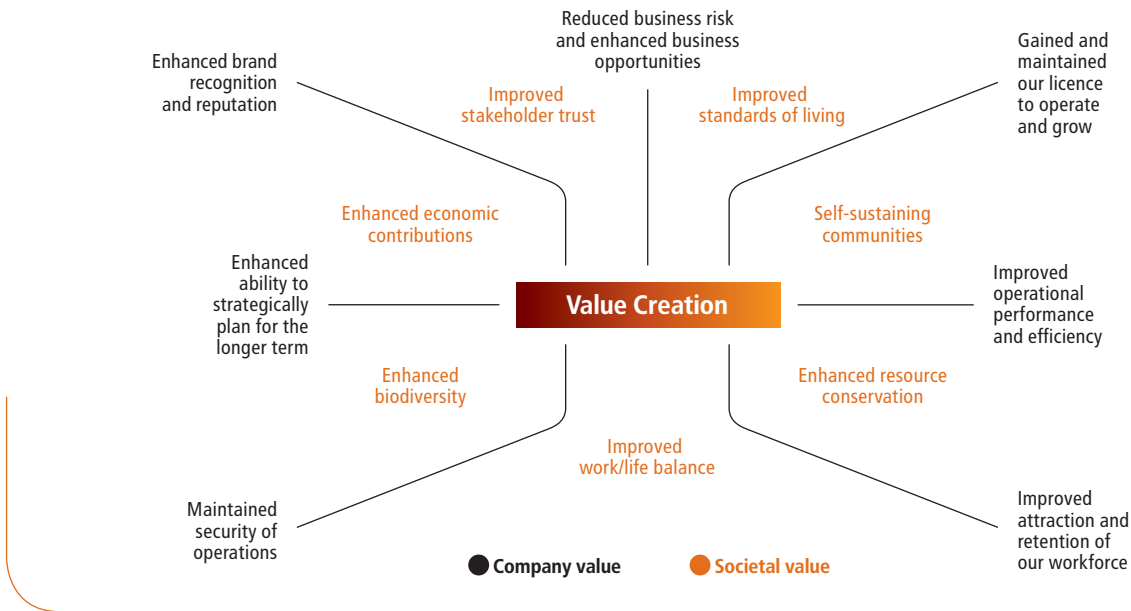 Reduced business risk
and enhanced business
opportunities
Enhanced brand
recognition
and reputation
Gained and
maintained
our licence
to operate
and grow
Improved
stakeholder trust
Improved
standards of living
Enhanced economic
contributions
Self-sustaining
communities
Enhanced
ability to
strategically
plan for the
longer term
Value Creation
Improved
operational
performance
and efficiency
Enhanced
biodiversity
Enhanced resource
conservation
Improved
work/life balance
Maintained
security of
operations
Improved
attraction and
retention of
our workforce
Company value
Societal value